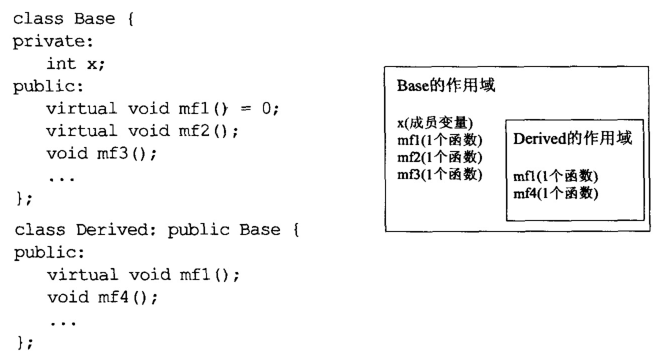 class Base {
private:
int x;
public:
virtual void mf1() = 0;
virtual void mf2();
void mf3();
...
};
class Derived: public Base {
public:
virtual void mf1();
void mf4();
...
};
Base的作用域
x(成员变量)
mf1(1个函数)
mf2(1个函数)
mf3(1个函数)
Derived的作用域
mf1(1个函数)
mf4(1个函数)